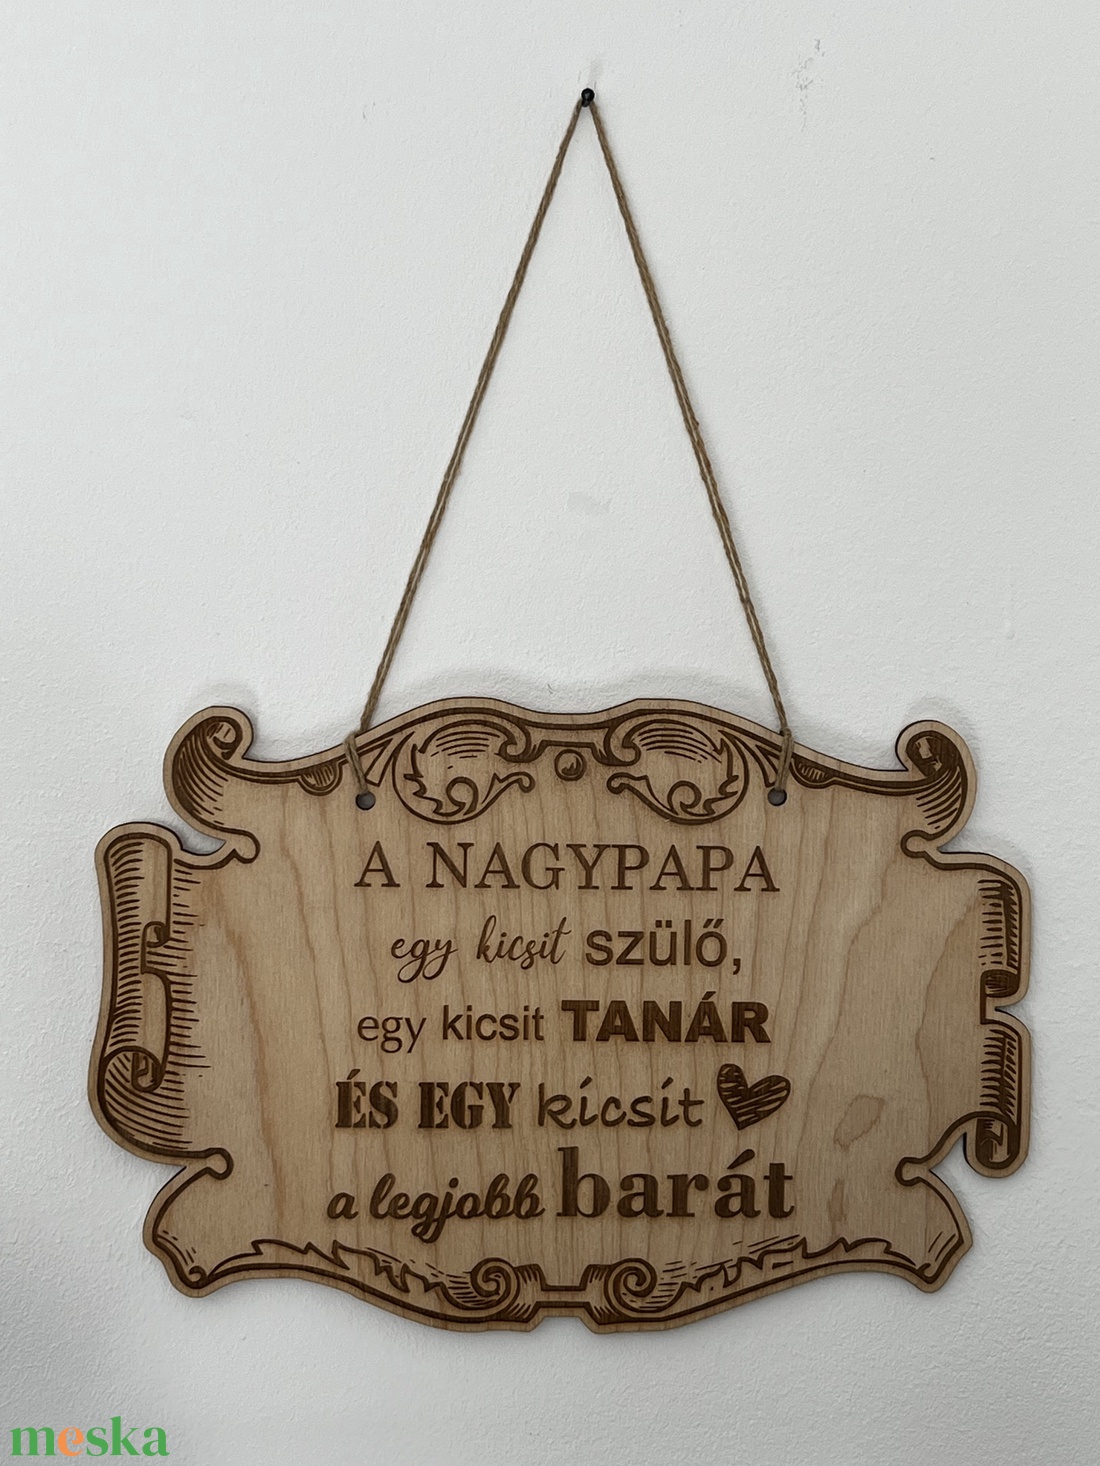 A NAGYPAPA
egy kicsit szülő,
egy kicsit TANÁR
ÉS EGY kicsit
a legjobb barát
meska